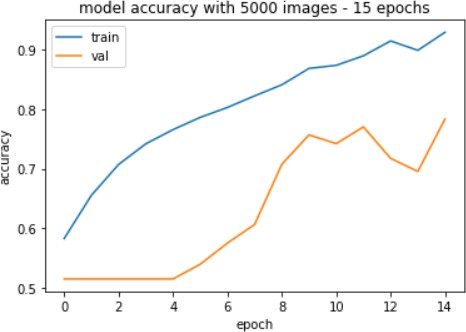 model accuracy with 5000 images - 15 epochs
train
val
accuracy
0.9
0.8
0.7
0.6
0.5
0 2 4 6 8 10 12 14
epoch